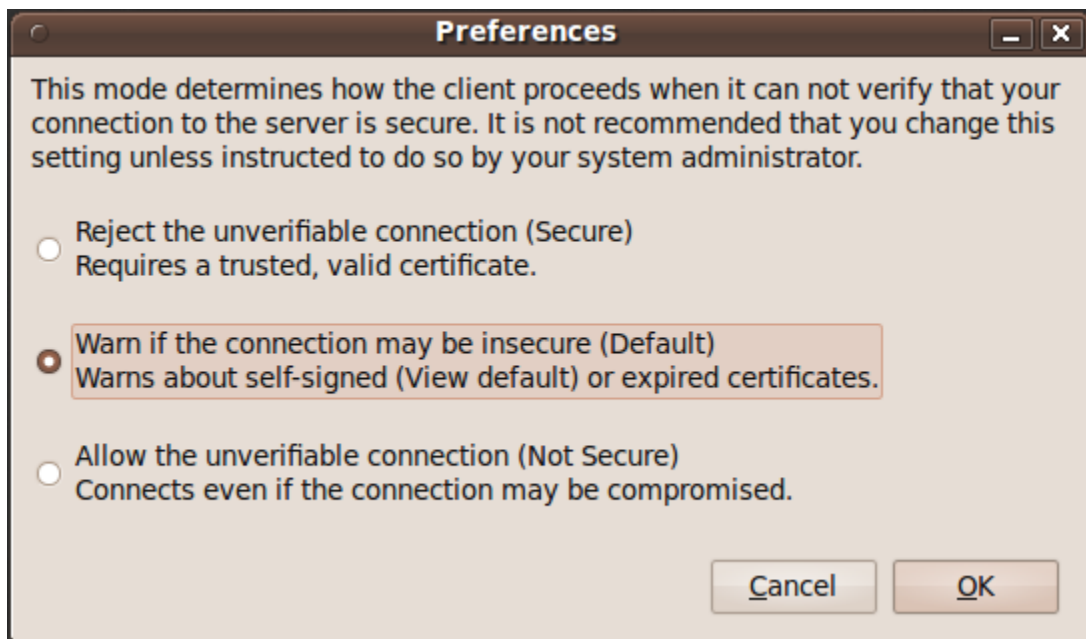 Preferences
This mode determines how the client proceeds when it can not verify that your
connection to the server is secure. It is not recommended that you change this
setting unless instructed to do so by your system administrator.
Reject the unverifiable connection (Secure)
Requires a trusted, valid certificate.
Warn if the connection may be insecure (Default)
Warns about self-signed (View default) or expired certificates.
Allow the unverifiable connection (Not Secure)
Connects even if the connection may be compromised.
Cancel OK